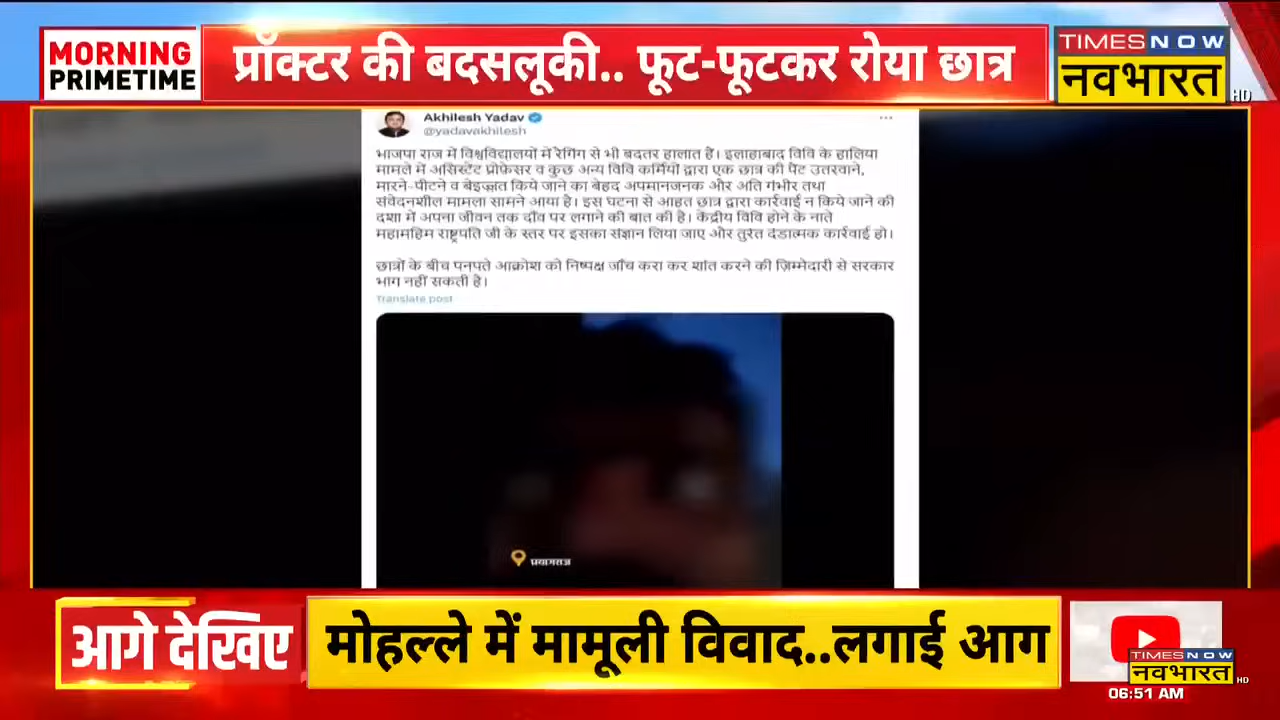 MORNING
PRIMETIME
प्रॉक्टर की बदसलूकी.. फूट-फूटकर रोया छात्र
TIMES NOW
नवभारत
HD
Akhilesh Yadav
@yadavakhilesh
भाजपा राज में विश्वविद्यालयों में रैगिंग से भी बदतर हालात हैं। इलाहाबाद विवि के हालिया
मामले में असिस्टेंट प्रोफ़ेसर व कुछ अन्य विवि कर्मियों द्वारा एक छात्र की पैंट उतरवाने,
मारने-पीटने व बेइज़्ज़त किये जाने का बेहद अपमानजनक और अति गंभीर तथा
संवेदनशील मामला सामने आया है। इस घटना से आहत छात्र द्वारा कार्रवाई न किये जाने की
दशा में अपना जीवन तक दाँव पर लगाने की बात की है। केंद्रीय विवि होने के नाते
महामहिम राष्ट्रपति जी के स्तर पर इसका संज्ञान लिया जाए और तुरंत दंडात्मक कार्रवाई हो।
छात्रों के बीच पनपते आक्रोश को निष्पक्ष जाँच करा कर शांत करने की ज़िम्मेदारी से सरकार
भाग नहीं सकती है।
Translate post
प्रयागराज
आगे देखिए
मोहल्ले में मामूली विवाद..लगाई आग
TIMES NOW
नवभारत
HD
06:51 AM